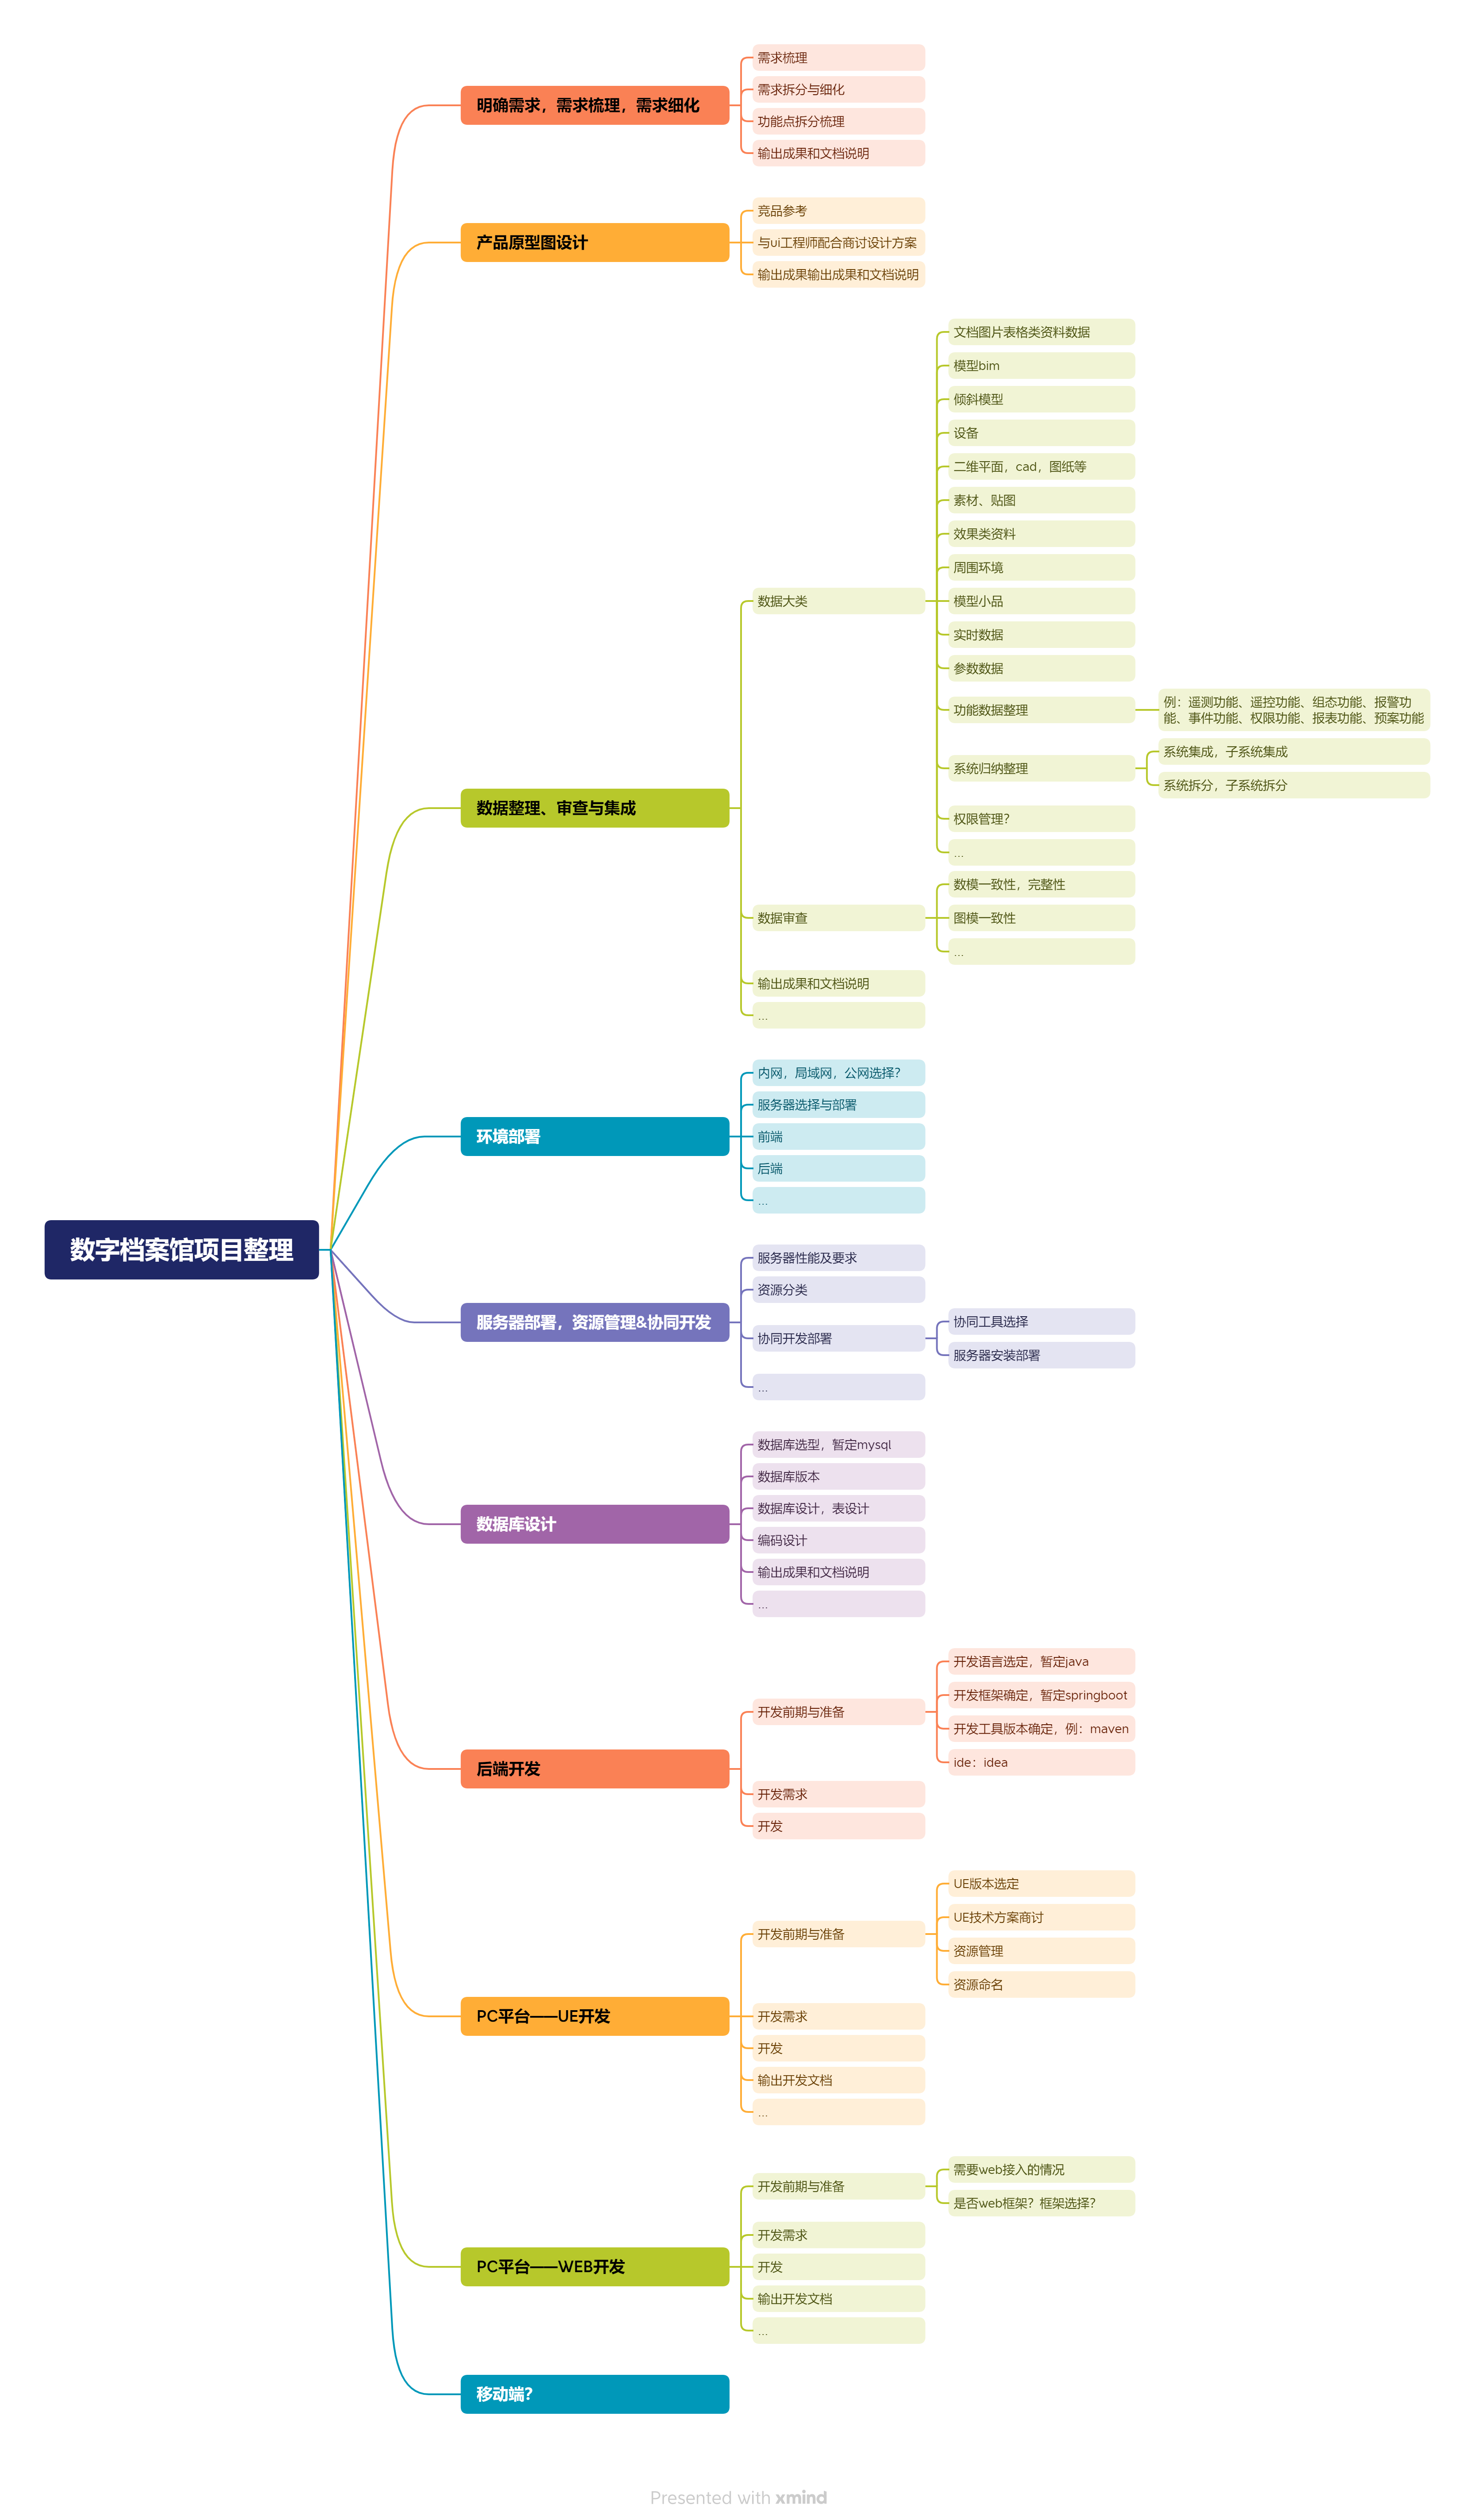 数字档案馆项目整理
明确需求，需求梳理，需求细化
需求梳理
需求拆分与细化
功能点拆分梳理
输出成果和文档说明
产品原型图设计
竞品参考
与ui工程师配合商讨设计方案
输出成果输出成果和文档说明
数据整理、审查与集成
数据大类
文档图片表格类资料数据
模型bim
倾斜模型
设备
二维平面，cad，图纸等
素材、贴图
效果类资料
周围环境
模型小品
实时数据
参数数据
功能数据整理
例：遥测功能、遥控功能、组态功能、报警功
能、事件功能、权限功能、报表功能、预案功能
系统归纳整理
系统集成，子系统集成
系统拆分，子系统拆分
权限管理？
...
数据审查
数模一致性，完整性
图模一致性
...
输出成果和文档说明
...
环境部署
内网，局域网，公网选择？
服务器选择与部署
前端
后端
...
服务器部署，资源管理&协同开发
服务器性能及要求
资源分类
协同开发部署
协同工具选择
服务器安装部署
...
数据库设计
数据库选型，暂定mysql
数据库版本
数据库设计，表设计
编码设计
输出成果和文档说明
...
后端开发
开发前期与准备
开发语言选定，暂定java
开发框架确定，暂定springboot
开发工具版本确定，例：maven
ide：idea
开发需求
开发
PC平台——UE开发
开发前期与准备
UE版本选定
UE技术方案商讨
资源管理
资源命名
开发需求
开发
输出开发文档
...
PC平台——WEB开发
开发前期与准备
需要web接入的情况
是否web框架？框架选择？
开发需求
开发
输出开发文档
...
移动端？
Presented with xmind